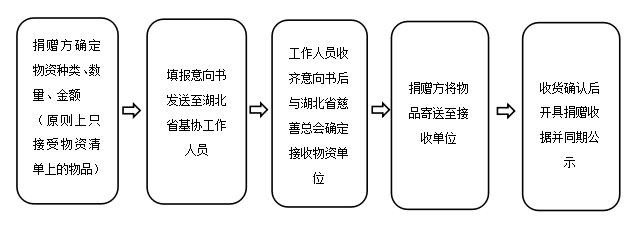 捐赠方确定
物资种类、数
量、金额
（原则上只
接受物资清
单上的物品）
填报意向书
发送至湖北
省基协工作
人员
工作人员收
齐意向书后
与湖北省慈
善总会确定
接收物资单
位
捐赠方将物
品寄送至接
收单位
收货确认后
开具捐赠收
据并同期公
示